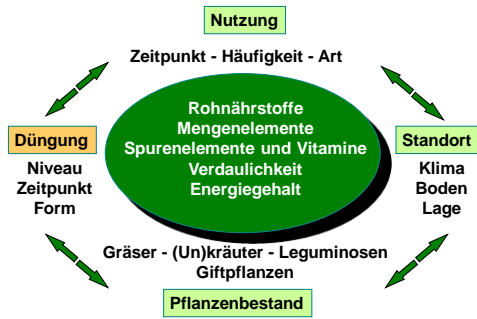 Nutzung
Zeitpunkt - Häufigkeit - Art
Rohnährstoffe
Mengenelemente
Spurenelemente und Vitamine
Verdaulichkeit
Energiegehalt
Düngung
Niveau
Zeitpunkt
Form
Standort
Klima
Boden
Lage
Gräser - (Un)kräuter - Leguminosen
Giftpflanzen
Pflanzenbestand